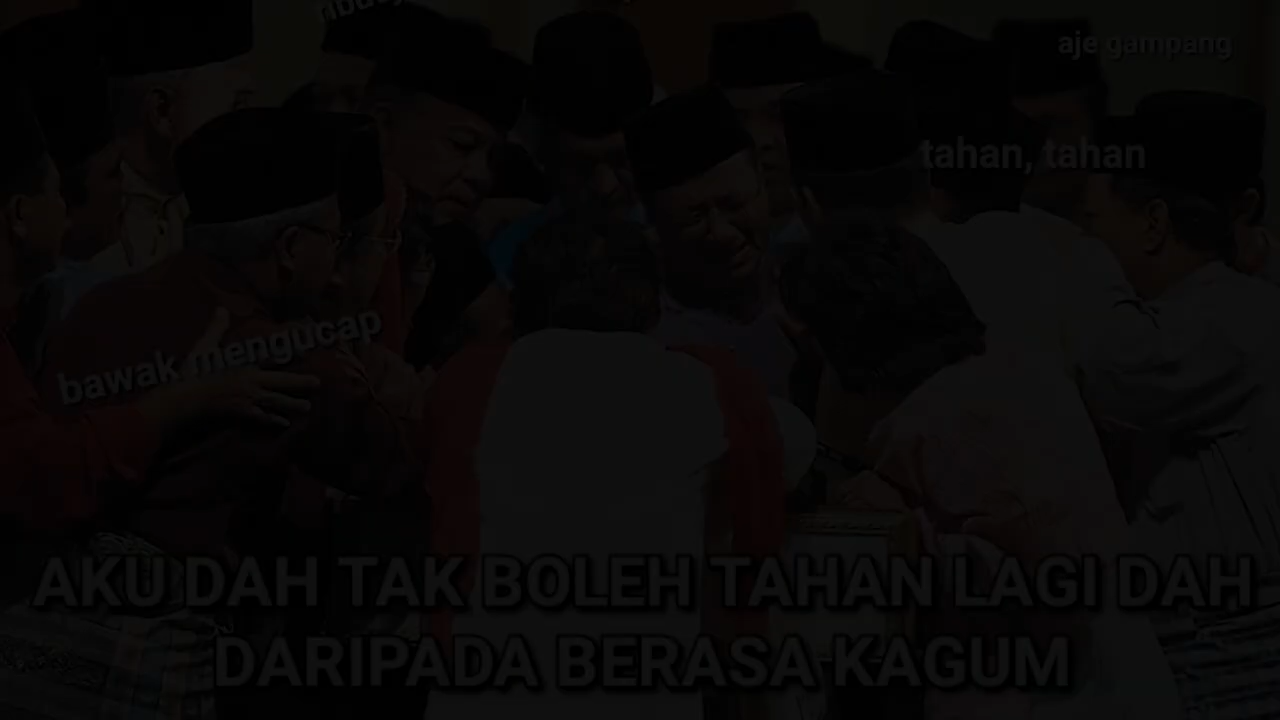 aje gampang
tahan, tahan
bawak mengucap
AKU DAH TAK BOLEH TAHAN LAGI DAH
DARIPADA BERASA KAGUM